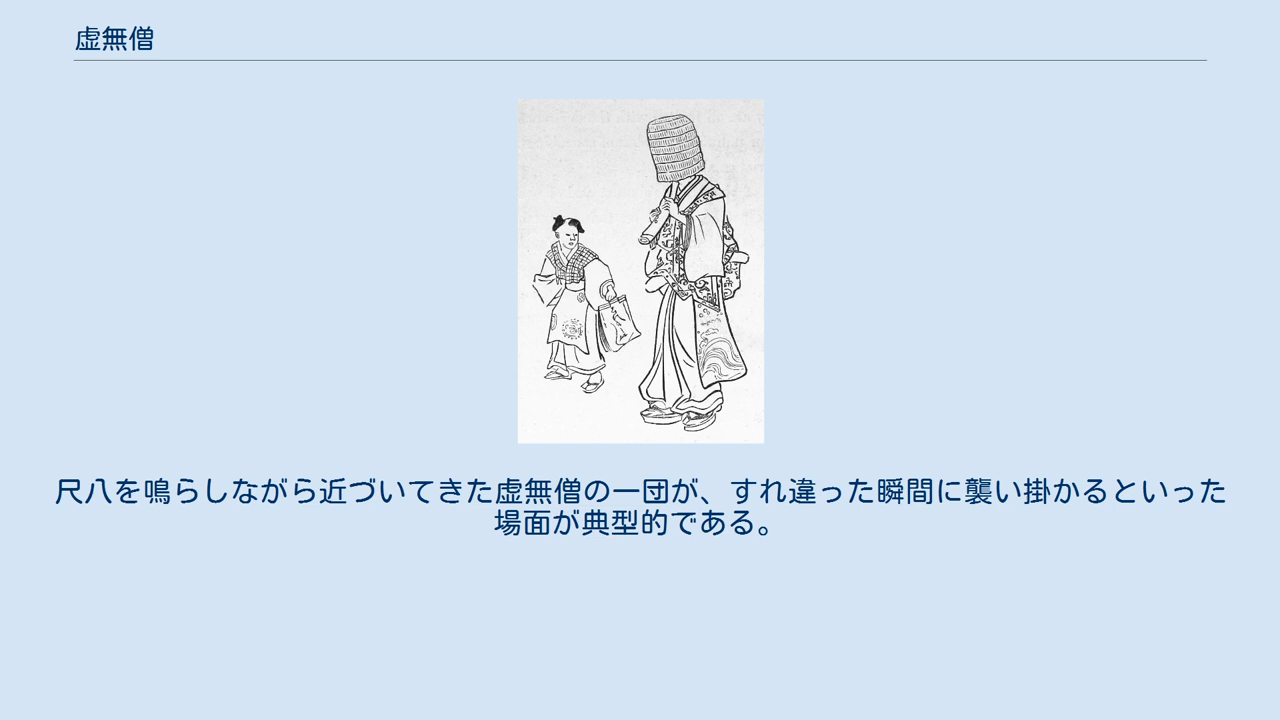 虚無僧
尺八を鳴らしながら近づいてきた虚無僧の一団が、すれ違った瞬間に襲い掛かるといった
場面が典型的である。